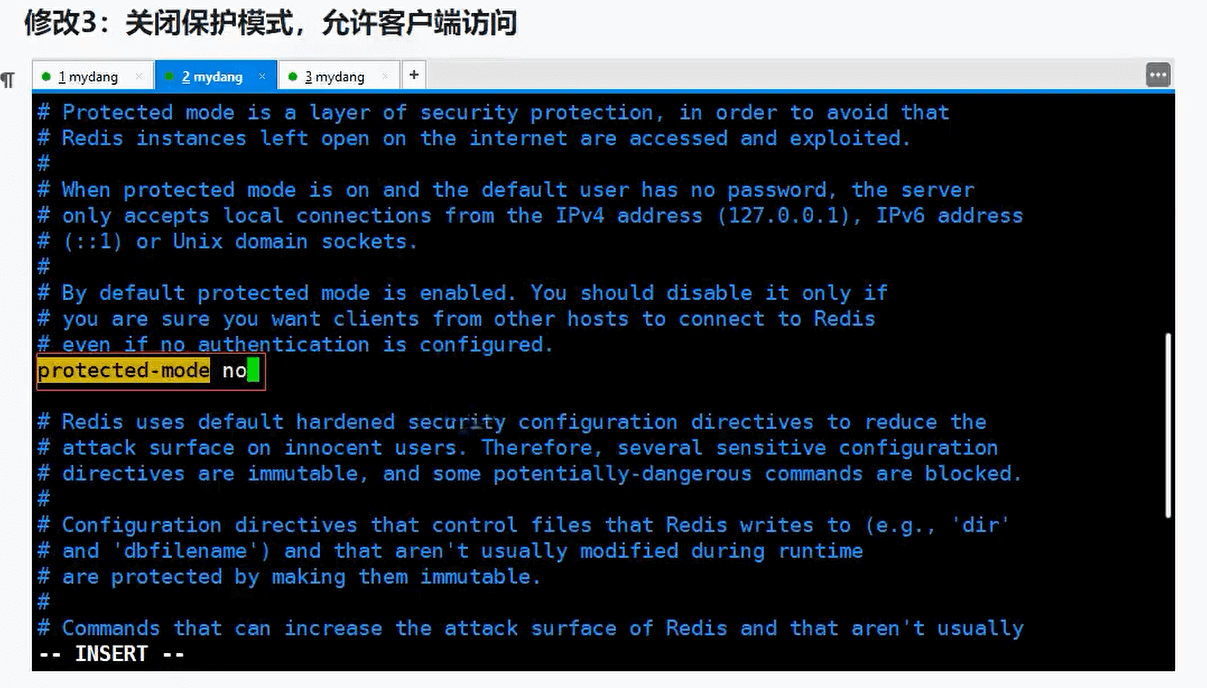 修改3：关闭保护模式，允许客户端访问
1 mydang × 2 mydang × 3 mydang × +
# Protected mode is a layer of security protection, in order to avoid that
# Redis instances left open on the internet are accessed and exploited.
#
# When protected mode is on and the default user has no password, the server
# only accepts local connections from the IPv4 address (127.0.0.1), IPv6 address
# (::1) or Unix domain sockets.
#
# By default protected mode is enabled. You should disable it only if
# you are sure you want clients from other hosts to connect to Redis
# even if no authentication is configured.
protected-mode no
# Redis uses default hardened security configuration directives to reduce the
# attack surface on innocent users. Therefore, several sensitive configuration
# directives are immutable, and some potentially-dangerous commands are blocked.
#
# Configuration directives that control files that Redis writes to (e.g., 'dir'
# and 'dbfilename') and that aren't usually modified during runtime
# are protected by making them immutable.
#
# Commands that can increase the attack surface of Redis and that aren't usually
-- INSERT --